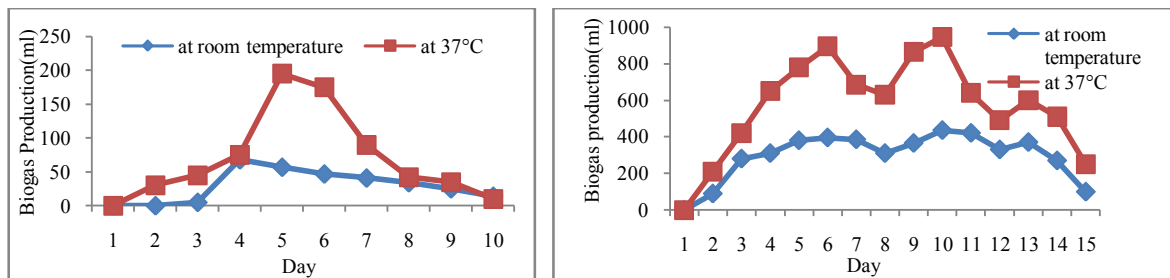 Biogas Production(ml)
250
200
150
100
50
0
at room temperature
at 37°C
1 2 3 4 5 6 7 8 9 10
Day
Biogas production(ml)
1000
800
600
400
200
0
at room
temperature
at 37°C
1 2 3 4 5 6 7 8 9 10 11 12 13 14 15
Day